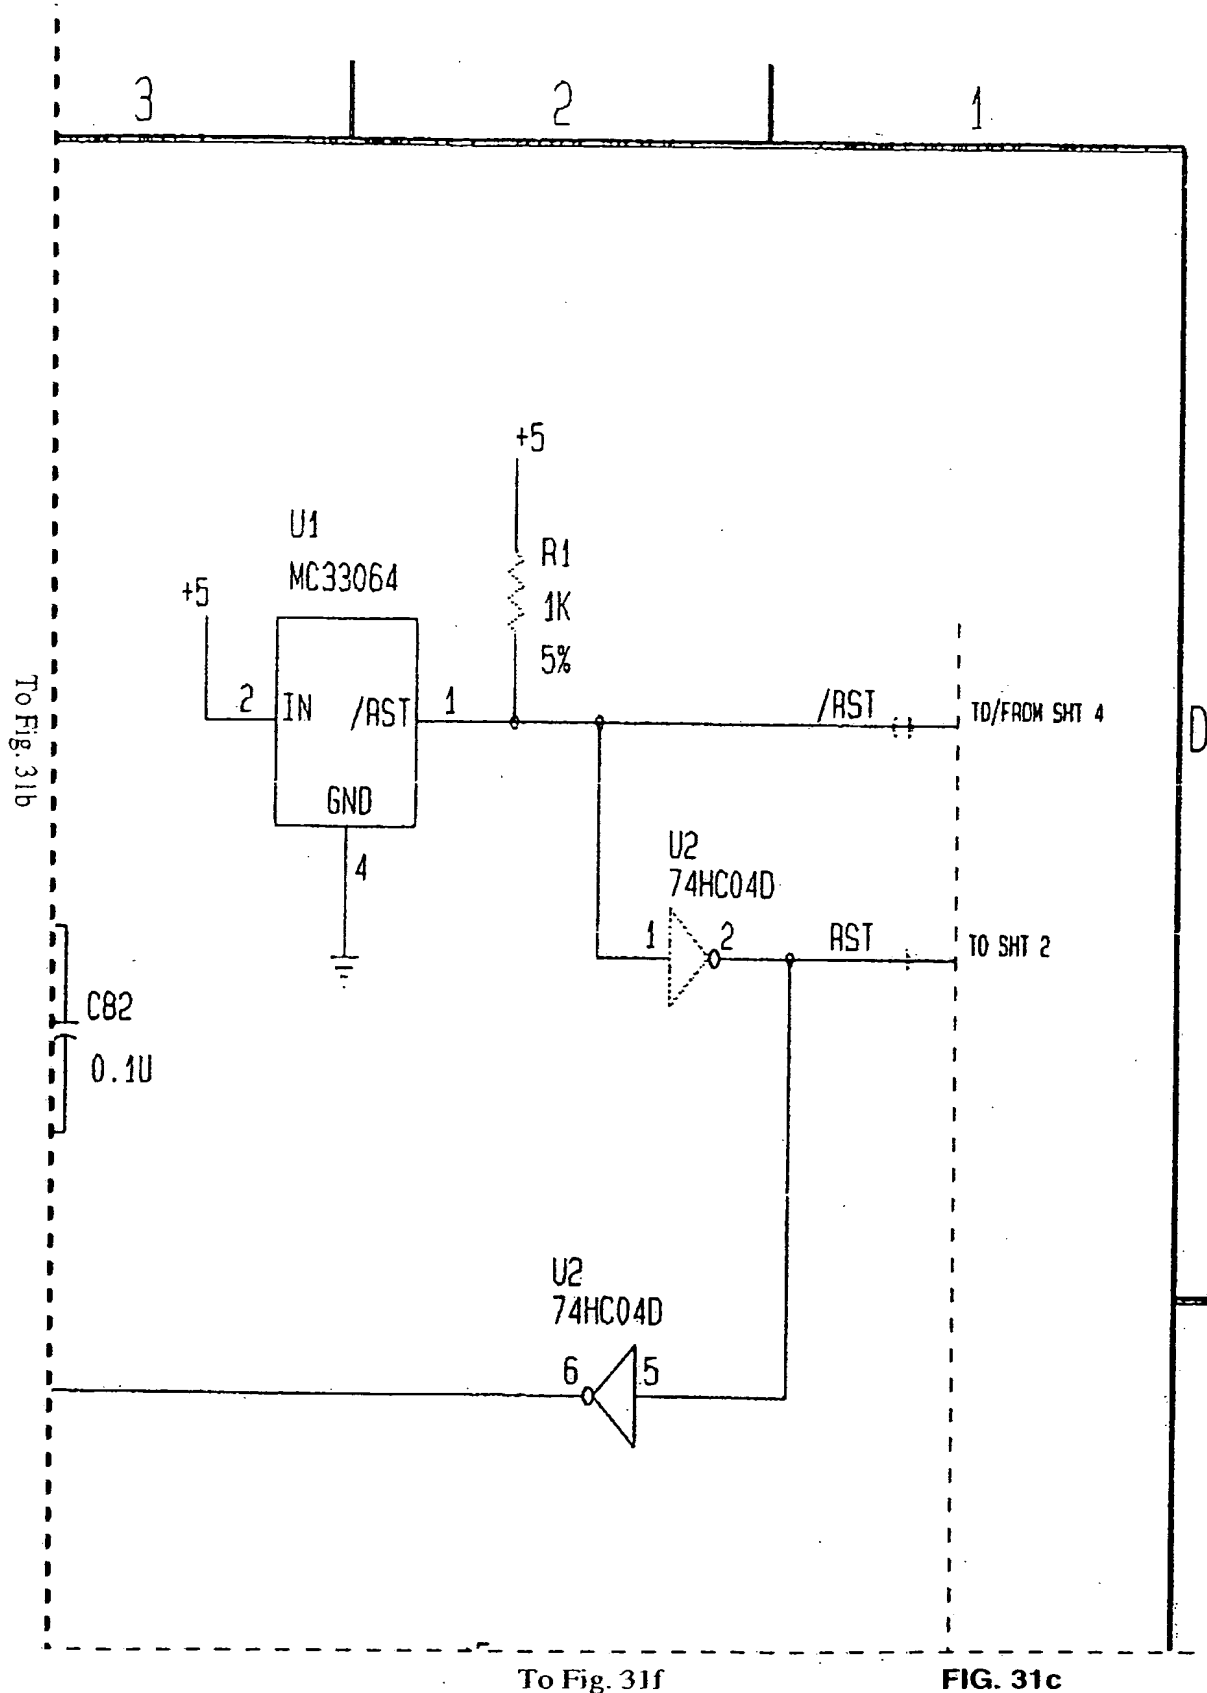 3 2 1
+5
U1
MC33064
R1
1K
5%
+5
2 IN /RST 1
/RST
TO/FROM SHT 4
D
GND
4
To Fig. 31b
U2
74HC04D
1 2
RST
TO SHT 2
C82
0.1U
U2
74HC04D
6 5
To Fig. 31f
FIG. 31c